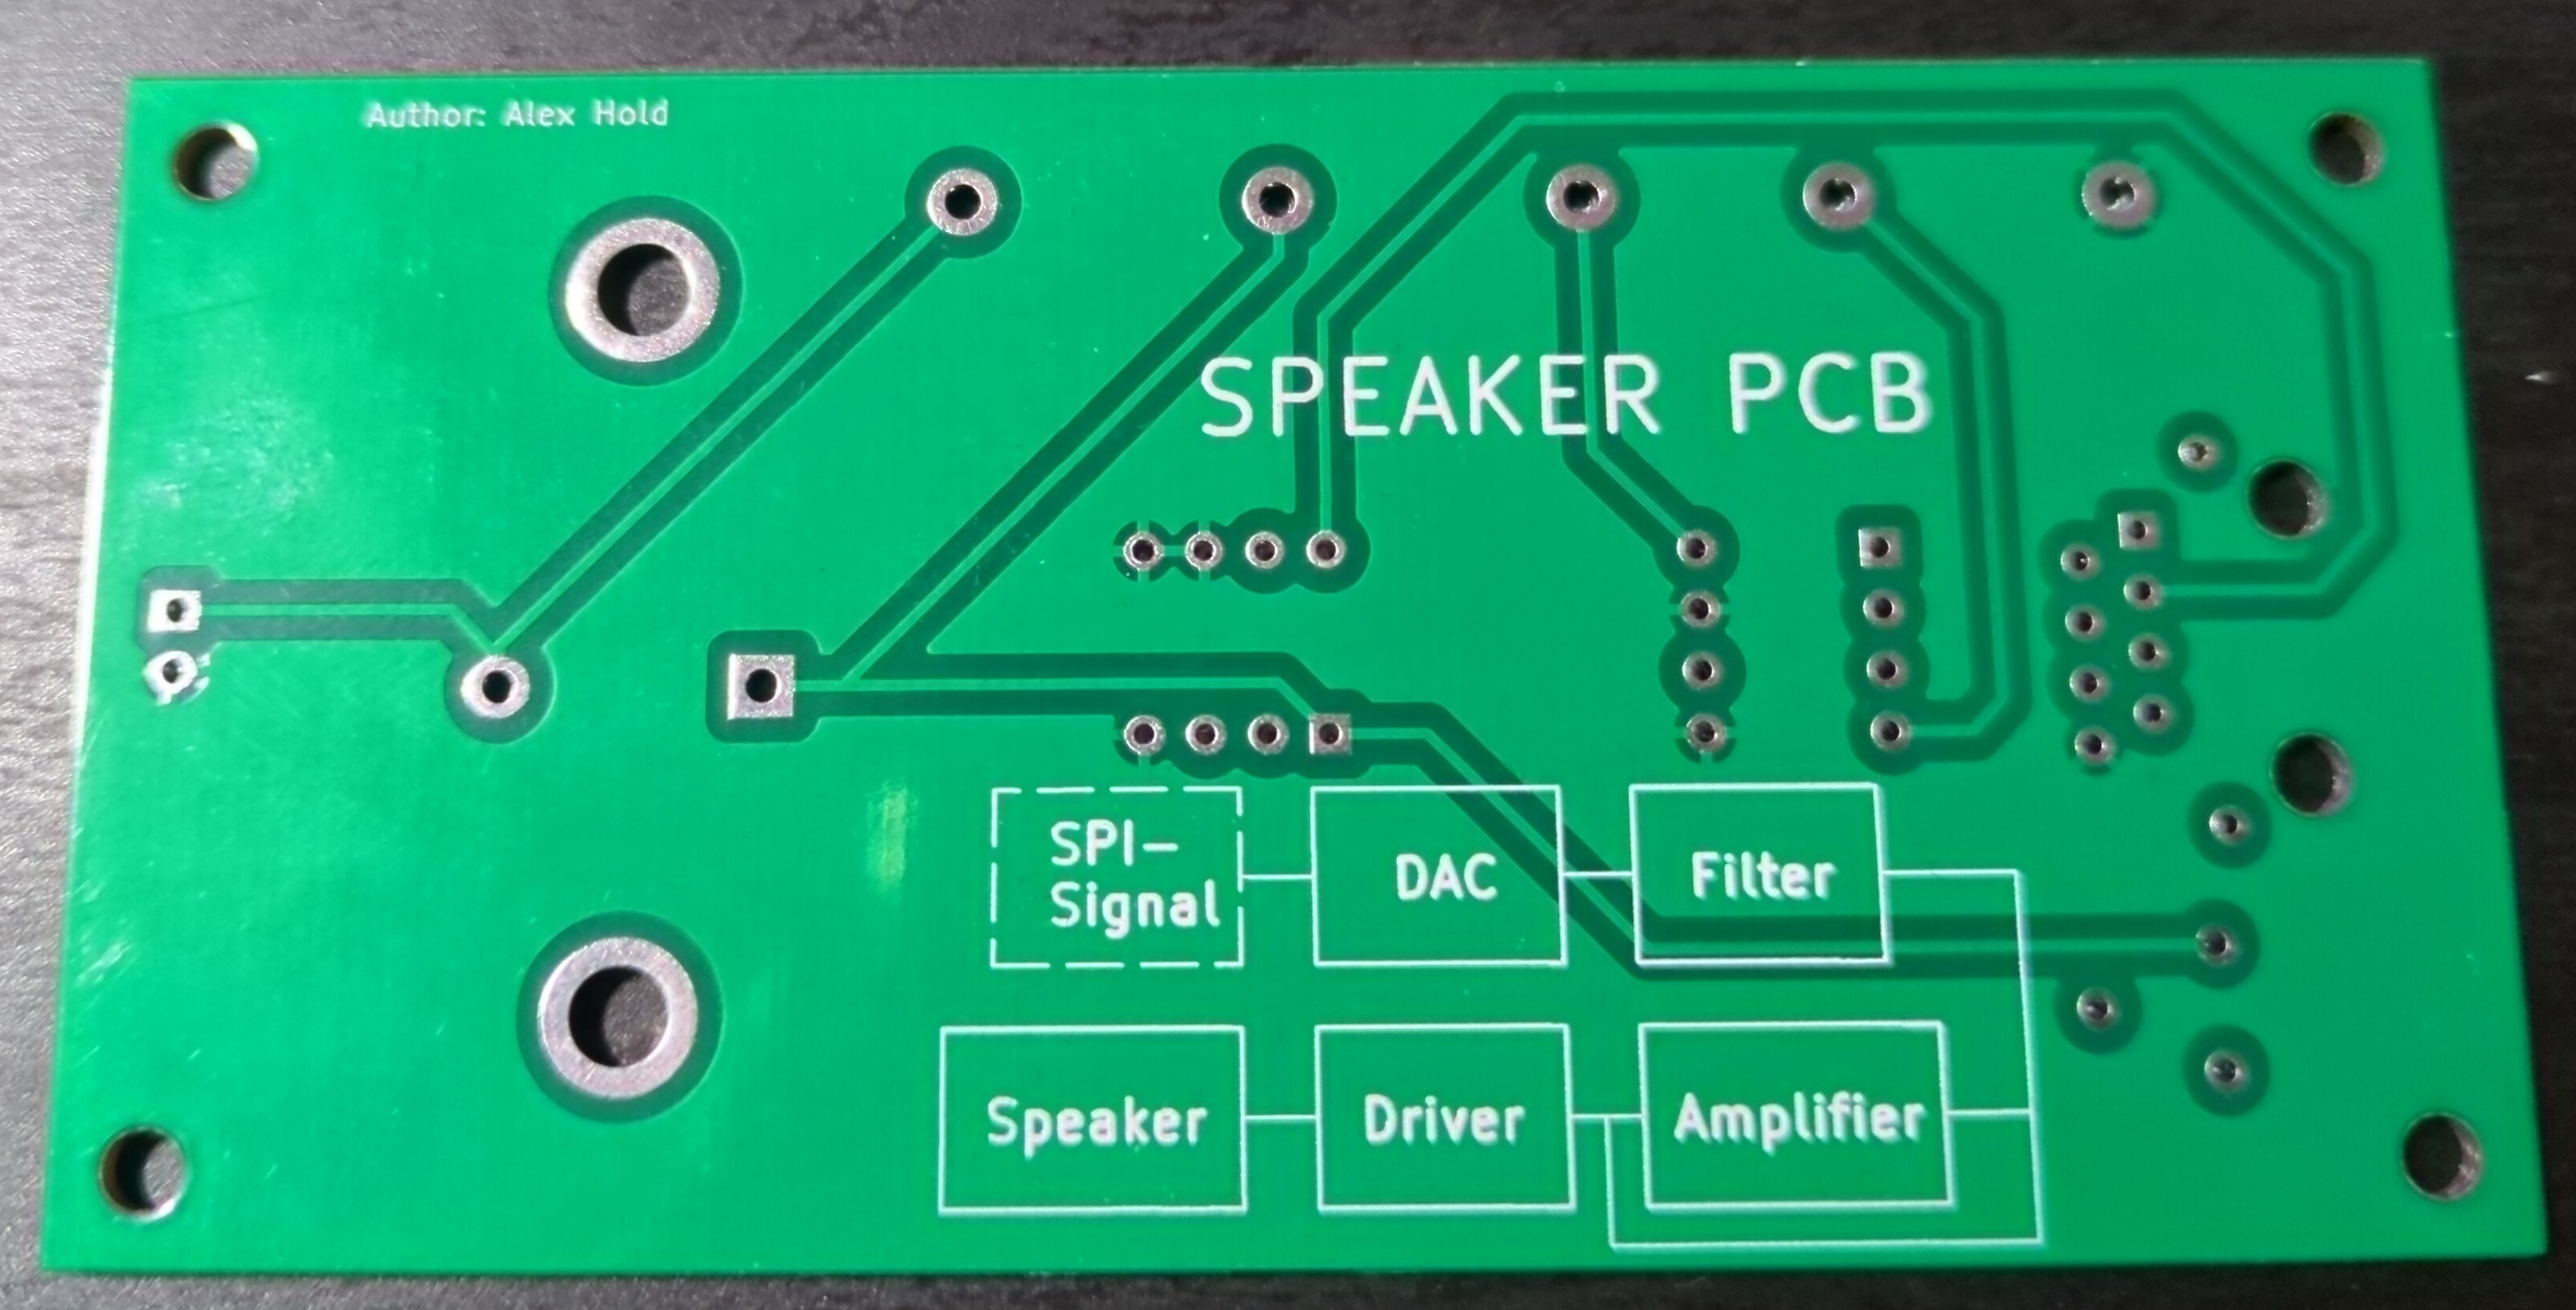 Author: Alex Hold
SPEAKER PCB
SPI-
Signal
DAC
Filter
Speaker
Driver
Amplifier